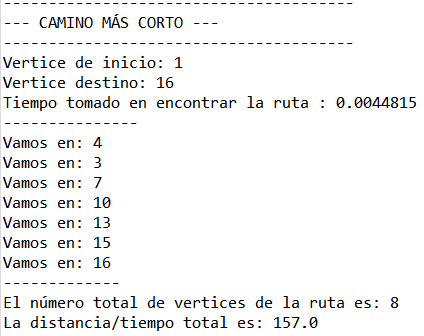 -----------------------------------
--- CAMINO MÁS CORTO ---
-----------------------------------
Vertice de inicio: 1
Vertice destino: 16
Tiempo tomado en encontrar la ruta : 0.0044815
---------------
Vamos en: 4
Vamos en: 3
Vamos en: 7
Vamos en: 10
Vamos en: 13
Vamos en: 15
Vamos en: 16
-------------
El número total de vertices de la ruta es: 8
La distancia/tiempo total es: 157.0